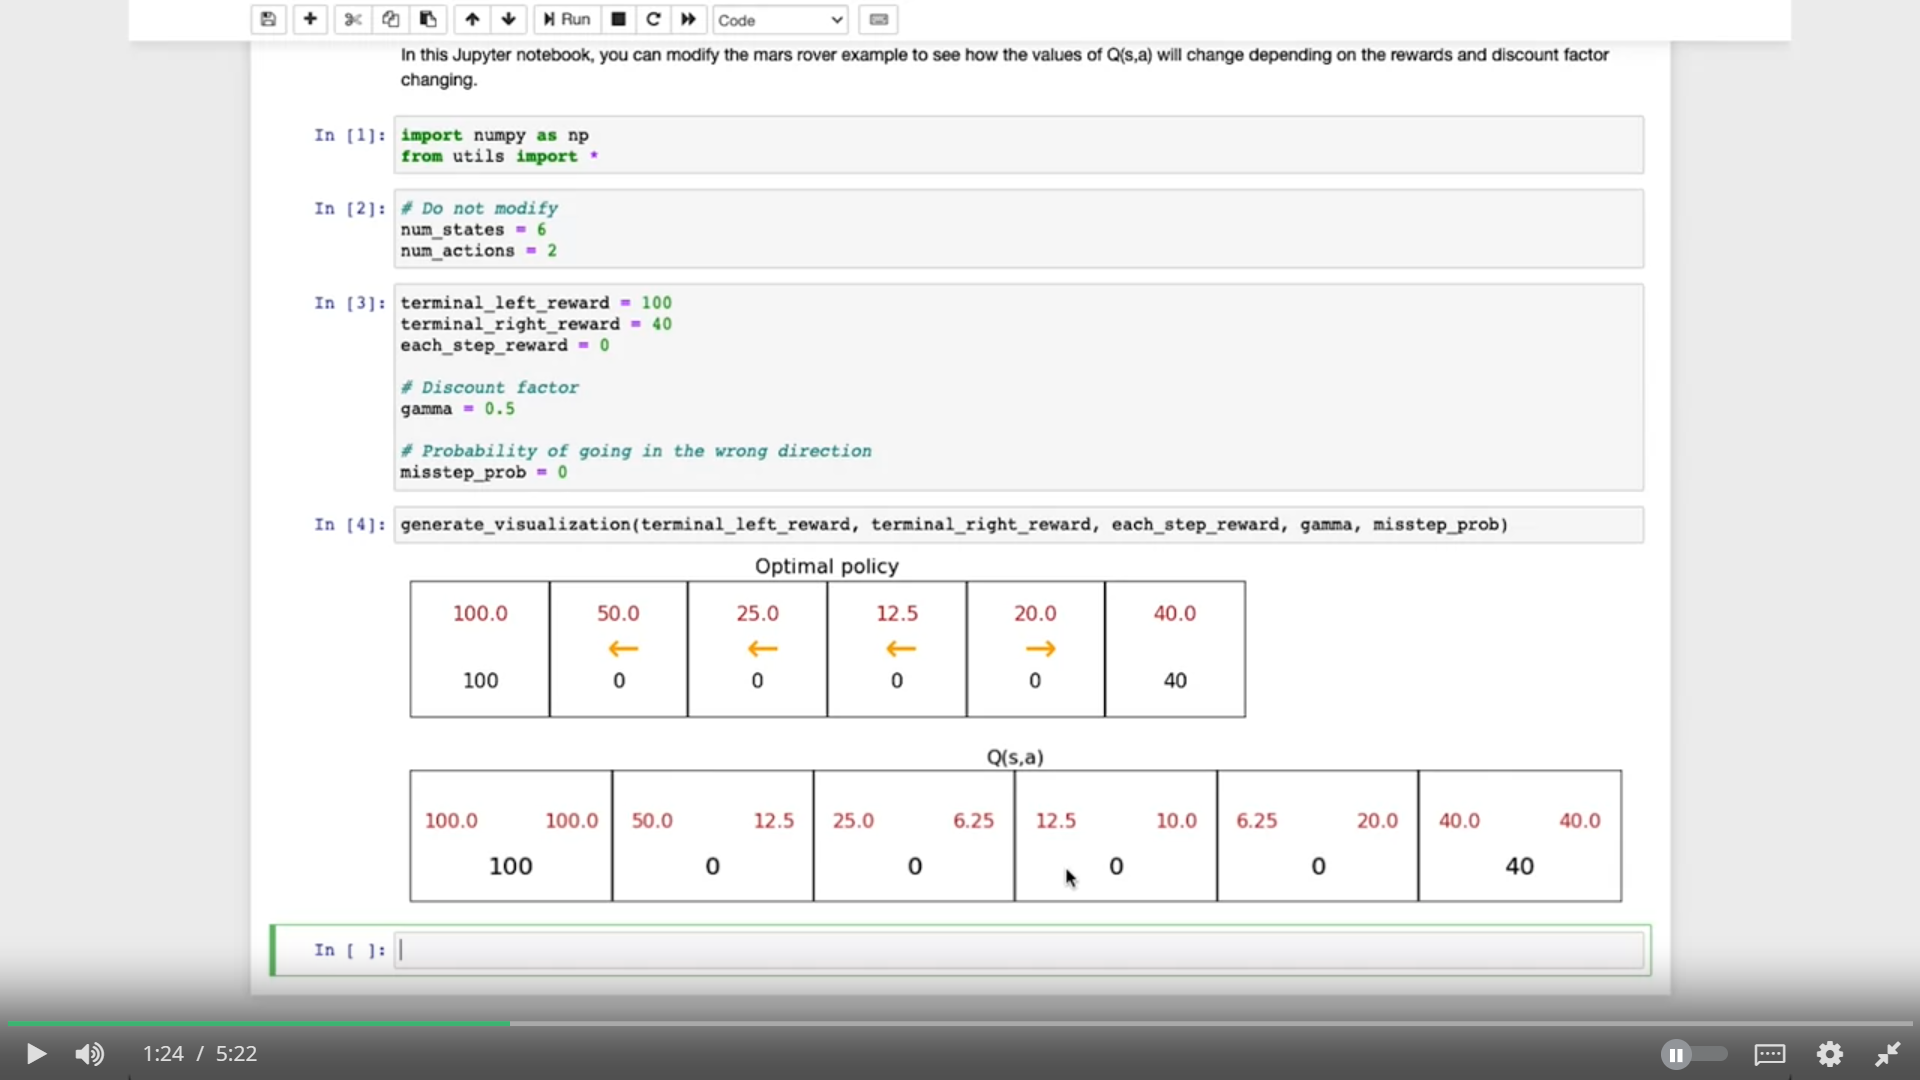 Run Code
In this Jupyter notebook, you can modify the mars rover example to see how the values of Q(s,a) will change depending on the rewards and discount factor
changing.
In [1]: import numpy as np
from utils import *
In [2]: # Do not modify
num_states = 6
num_actions = 2
In [3]: terminal_left_reward = 100
terminal_right_reward = 40
each_step_reward = 0
# Discount factor
gamma = 0.5
# Probability of going in the wrong direction
misstep_prob = 0
In [4]: generate_visualization(terminal_left_reward, terminal_right_reward, each_step_reward, gamma, misstep_prob)
Optimal policy
100.0 50.0 25.0 12.5 20.0 40.0
← ← ← →
100 0 0 0 0 40
Q(s,a)
100.0 100.0 50.0 12.5 25.0 6.25 12.5 10.0 6.25 20.0 40.0 40.0
100 0 0 0 0 40
In [ ]:
1:24 / 5:22